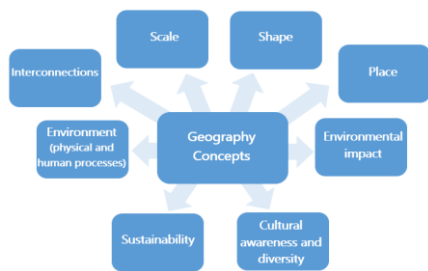 Scale
Shape
Interconnections
Place
Environment
(physical and
human processes)
Geography
Concepts
Environmental
impact
Sustainability
Cultural
awareness and
diversity